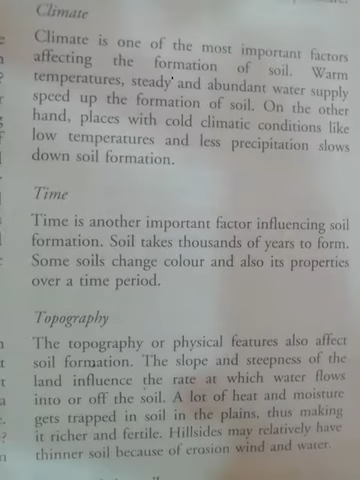 Climate
Climate is one of the most important factors
affecting the formation of soil. Warm
temperatures, steady and abundant water supply
speed up the formation of soil. On the other
hand, places with cold climatic conditions like
low temperatures and less precipitation slows
down soil formation.
Time
Time is another important factor influencing soil
formation. Soil takes thousands of years to form.
Some soils change colour and also its properties
over a time period.
Topography
The topography or physical features also affect
soil formation. The slope and steepness of the
land influence the rate at which water flows
into or off the soil. A lot of heat and moisture
gets trapped in soil in the plains, thus making
it richer and fertile. Hillsides may relatively have
thinner soil because of erosion wind and water.